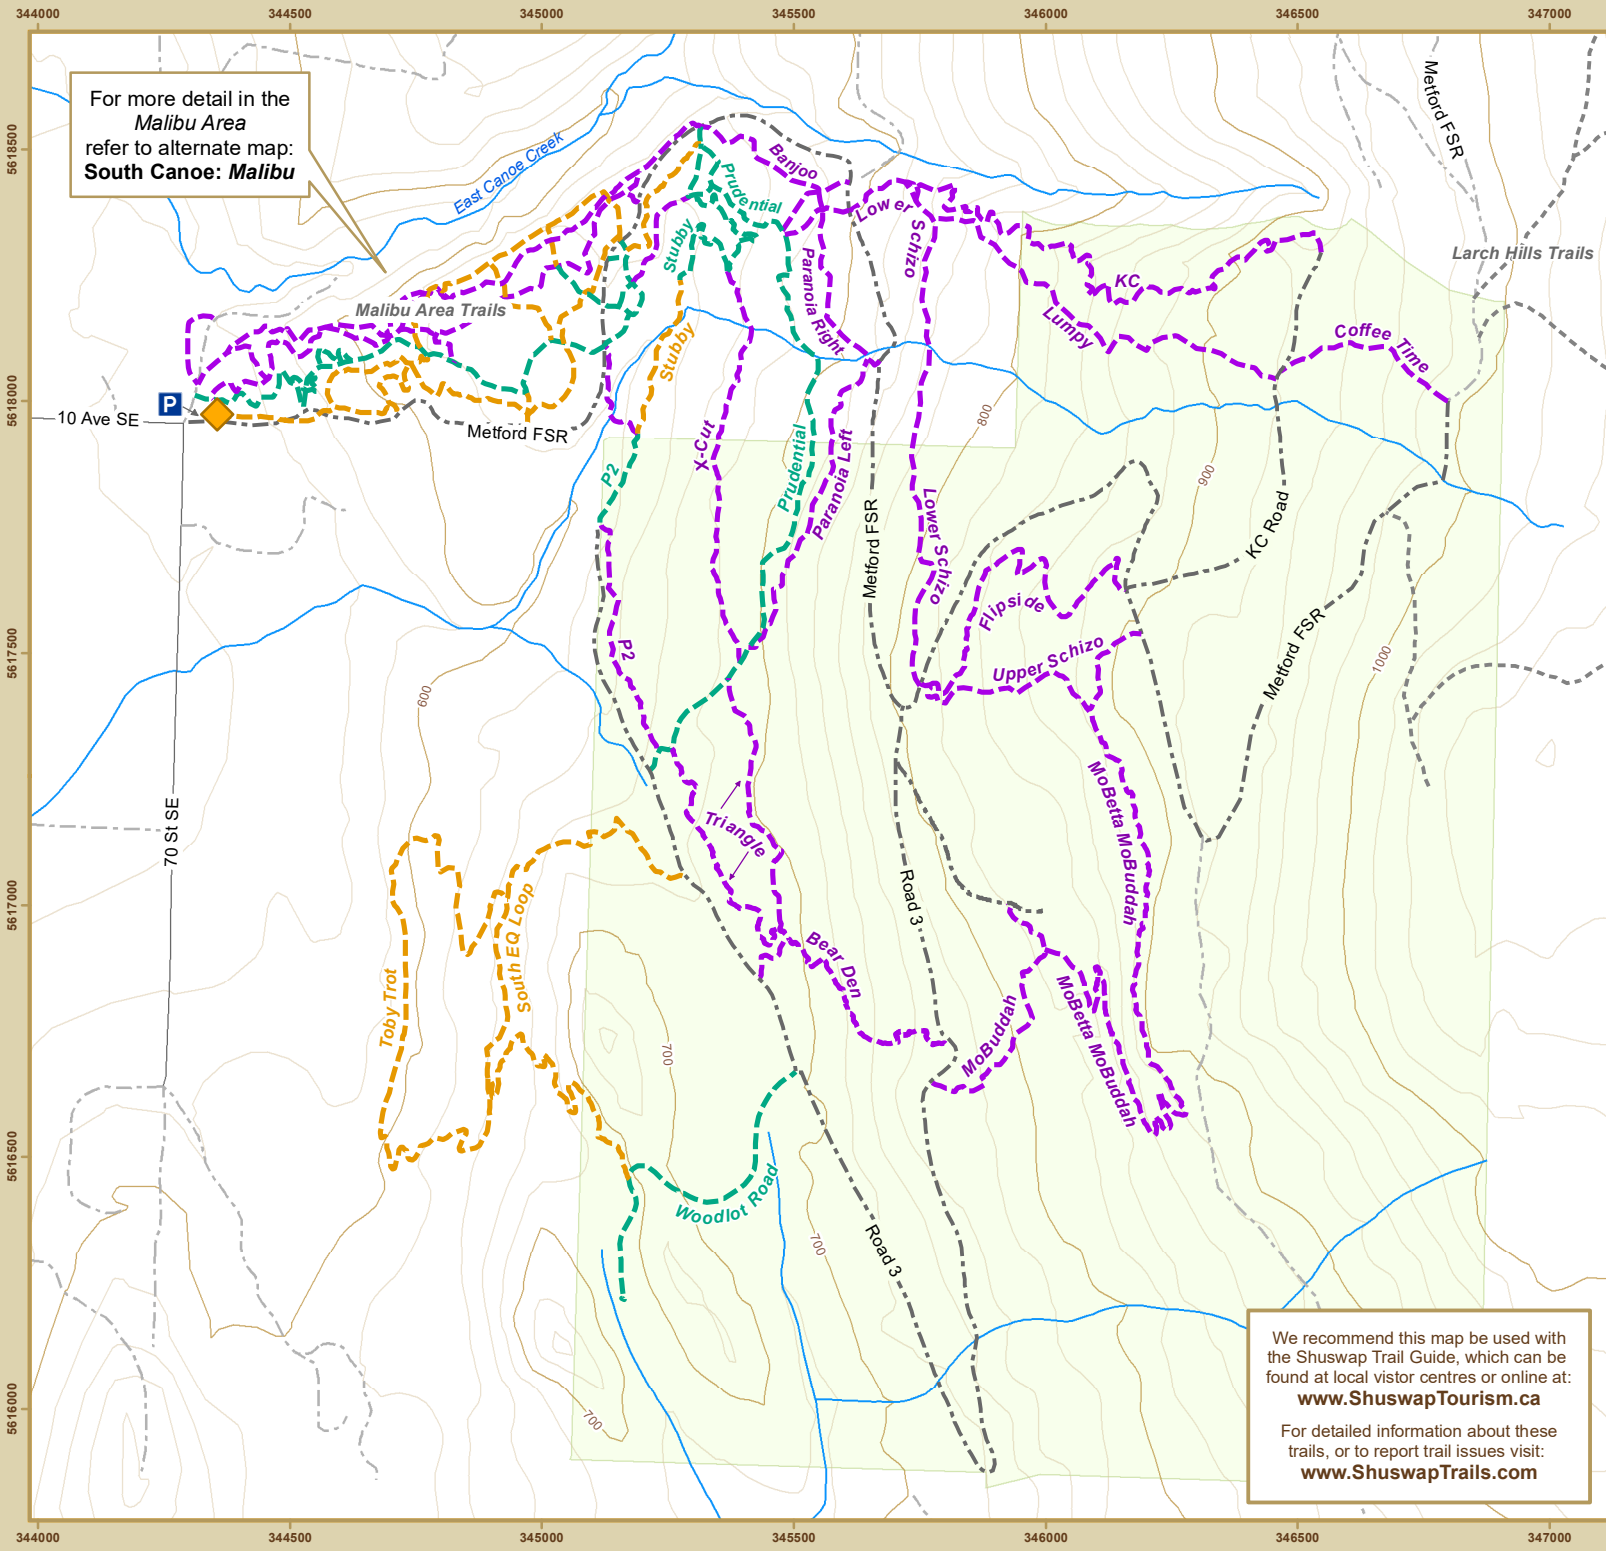 344000 344500 345000 345500 346000 346500 347000
For more detail in the
Malibu Area
refer to alternate map:
South Canoe: Malibu
East Canoe Creek
Metford FSR
5618500
Banjoo
Prudential
Lower Schizo
Stubby
Larch Hills Trails
Paranoia Right
KC
Malibu Area Trails
Lumpy
Coffee Time
Stubby
5618000
P
10 Ave SE
Metford FSR
800
X-Cut
P2
Prudential
Paranoia Left
900
Lower Schizo
KC Road
Metford FSR
Flipside
5617500
P2
Upper Schizo
Metford FSR
1000
600
MoBetta MoBuddah
70 St SE
Triangle
5617000
South EQ Loop
Road 3
Bear Den
Toby Trot
700
MoBuddah
MoBetta MoBuddah
5616500
Woodlot Road
700
Road 3
5616000
700
We recommend this map be used with
the Shuswap Trail Guide, which can be
found at local vistor centres or online at:
www.ShuswapTourism.ca
For detailed information about these
trails, or to report trail issues visit:
www.ShuswapTrails.com
344000 344500 345000 345500 346000 346500 347000